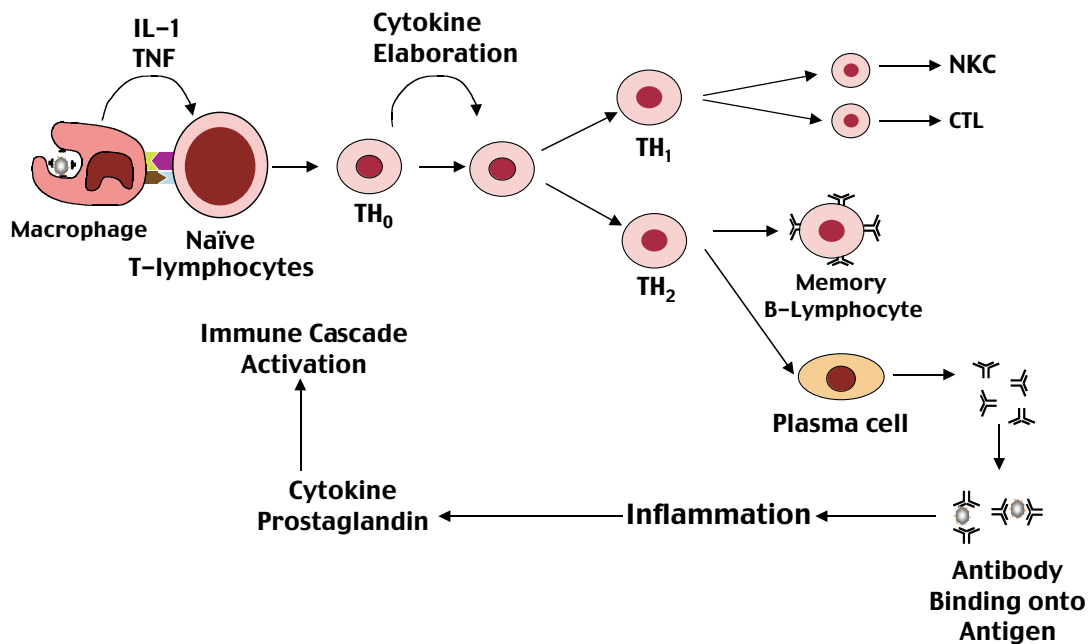 IL-1
TNF
Cytokine
Elaboration
NKC
CTL
TH1
TH0
Macrophage
Naïve
T-lymphocytes
TH2
Memory
B-Lymphocyte
Immune Cascade
Activation
Plasma cell
Cytokine
Prostaglandin
Inflammation
Antibody
Binding onto
Antigen